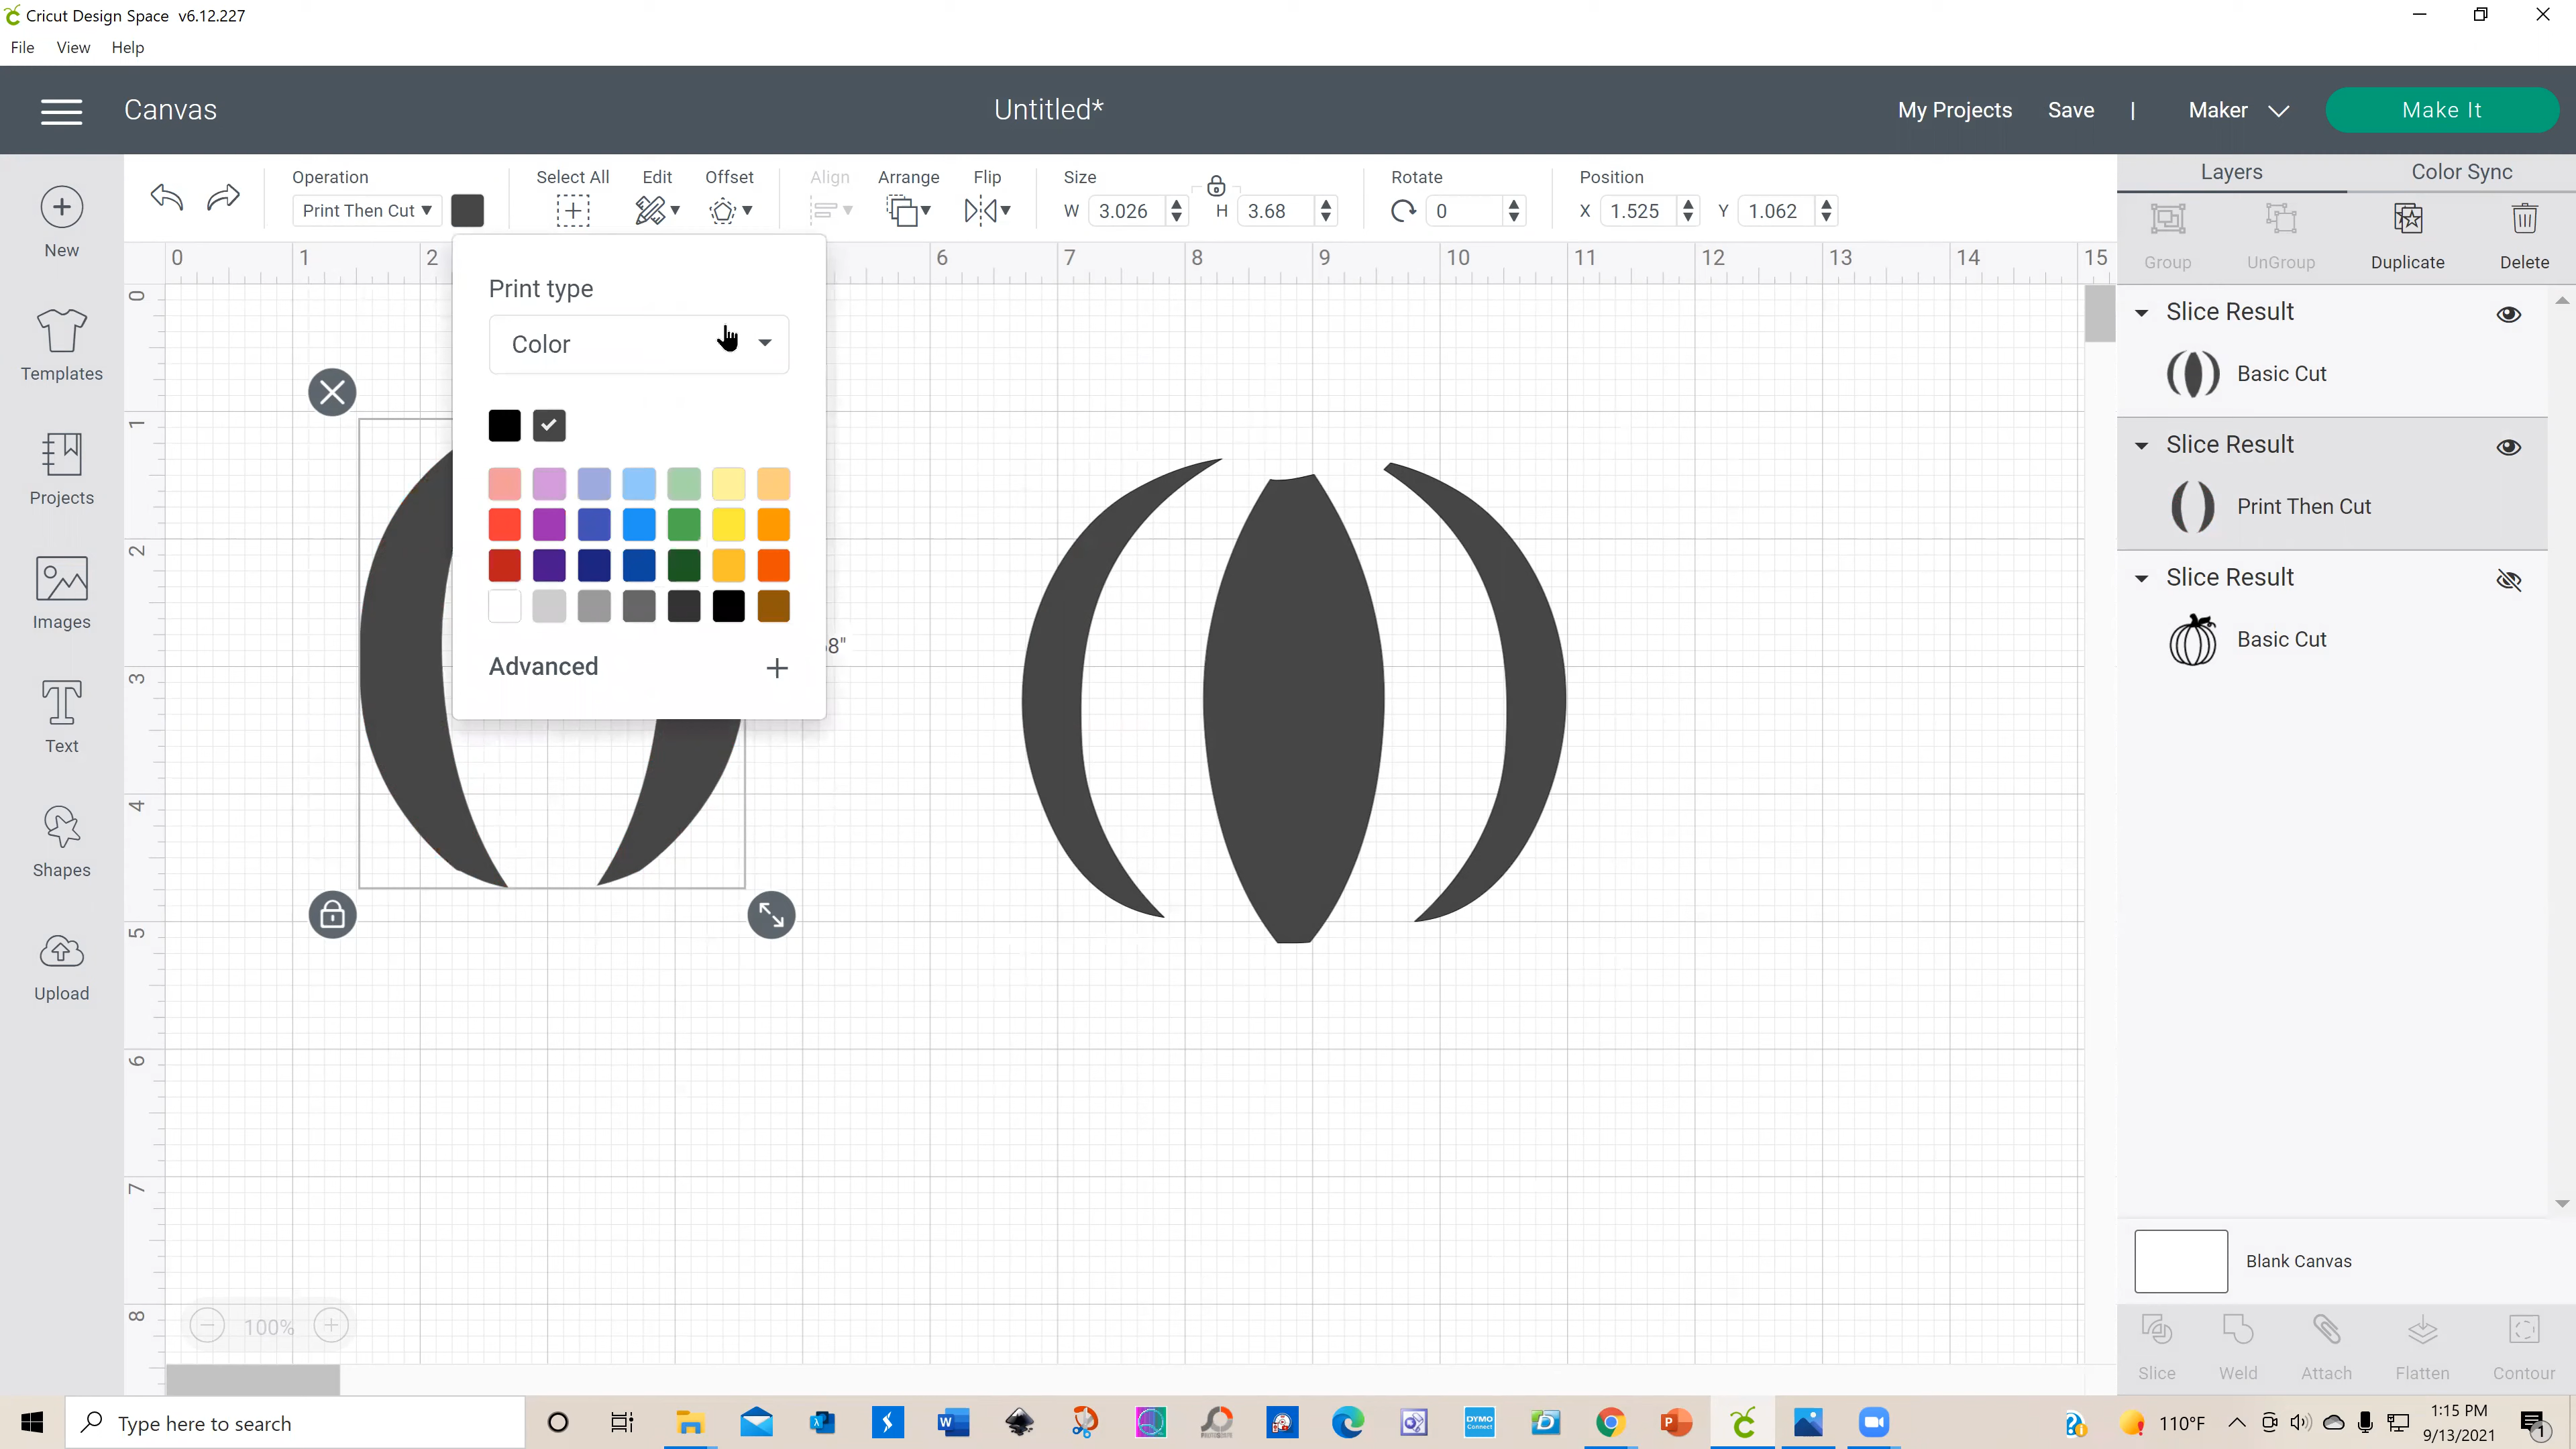 Cricut Design Space v6.12.227
File View Help
Canvas Untitled* My Projects Save | Maker Make It
Operation Select All Edit Offset Align Arrange Flip Size Rotate Position
Print Then Cut W 3.026 H 3.68 0 X 1.525 Y 1.062
Layers Color Sync
Group UnGroup Duplicate Delete
New
Templates
Projects
Images
Text
Shapes
Upload
0 1 2 6 7 8 9 10 11 12 13 14 15
0
1
2
3
4
5
6
7
8
Print type
Color
Advanced
8"
Slice Result
Basic Cut
Slice Result
Print Then Cut
Slice Result
Basic Cut
Blank Canvas
Slice Weld Attach Flatten Contour
100%
Type here to search
DYMO
Connect
110°F
1:15 PM
9/13/2021
1